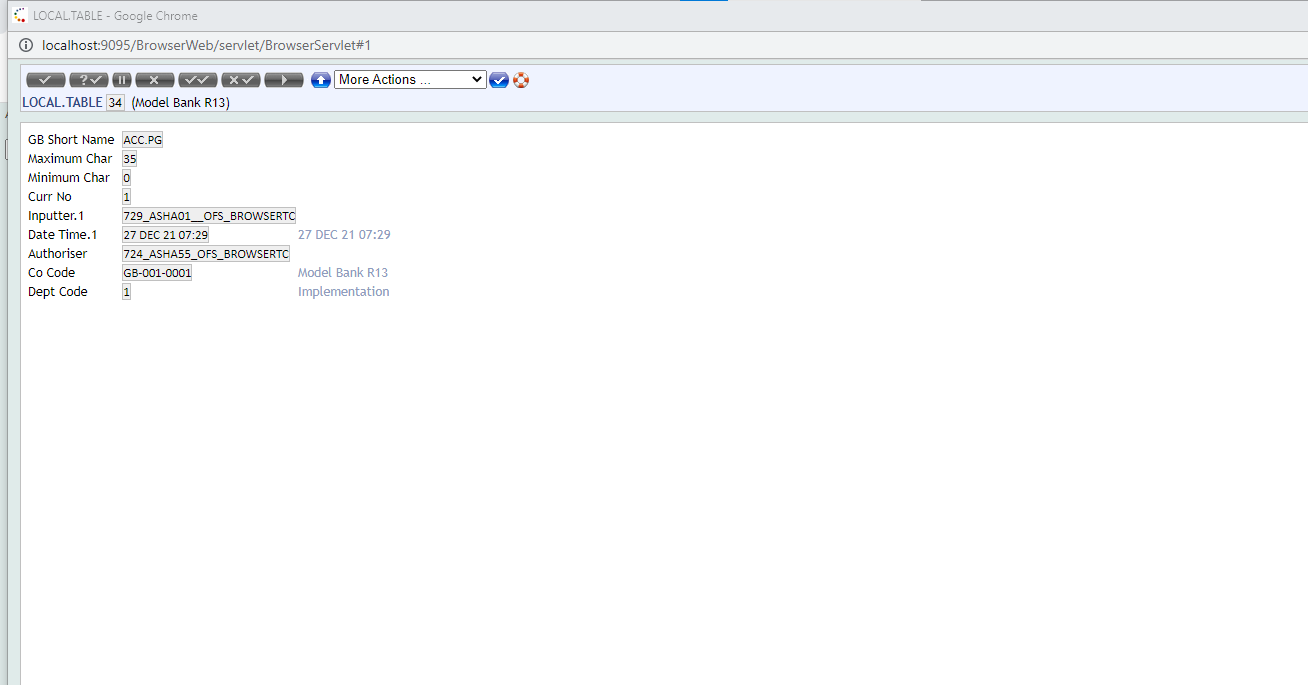 LOCAL.TABLE - Google Chrome
localhost:9095/BrowserWeb/servlet/BrowserServlet#1
More Actions ...
LOCAL.TABLE 34 (Model Bank R13)
GB Short Name ACC.PG
Maximum Char 35
Minimum Char 0
Curr No 1
Inputter.1 729_ASHA01__OFS_BROWSERTC
Date Time.1 27 DEC 21 07:29 27 DEC 21 07:29
Authoriser 724_ASHA55_OFS_BROWSERTC
Co Code GB-001-0001 Model Bank R13
Dept Code 1 Implementation